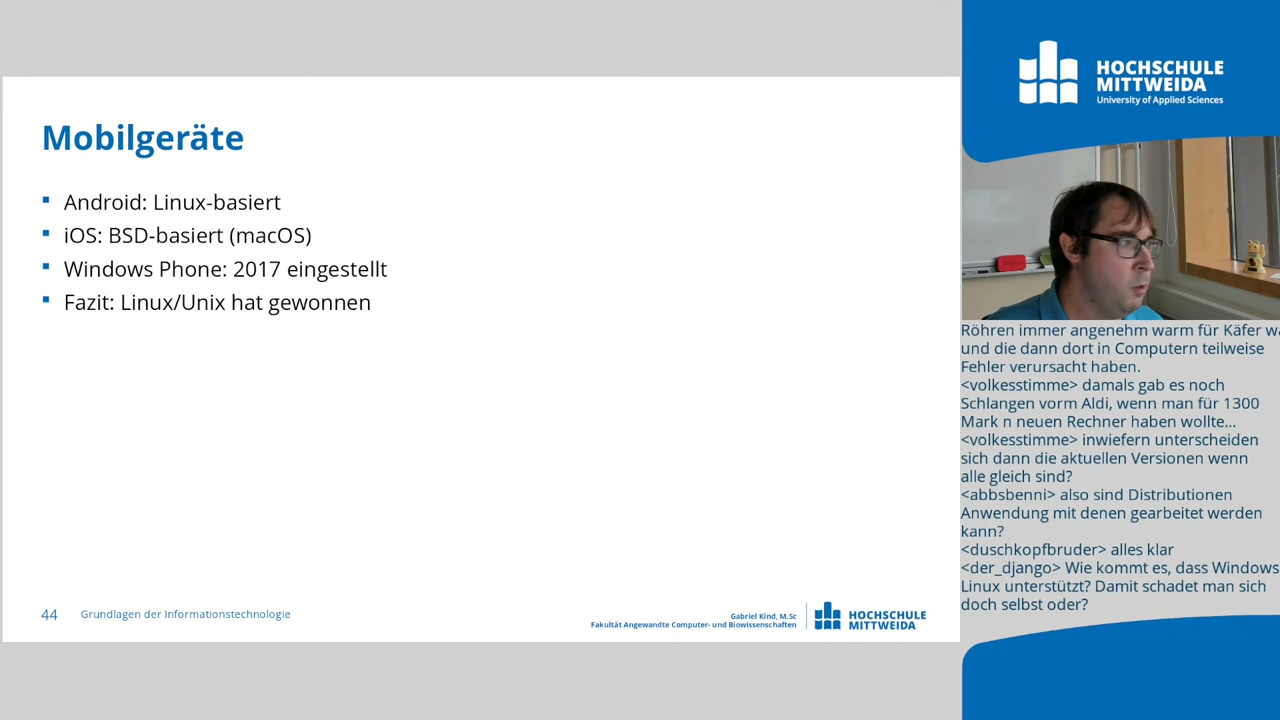 Mobilgeräte
Android: Linux-basiert
iOS: BSD-basiert (macOS)
Windows Phone: 2017 eingestellt
Fazit: Linux/Unix hat gewonnen
44
Grundlagen der Informationstechnologie
Gabriel Kind, M.Sc
Fakultät Angewandte Computer- und Biowissenschaften
HOCHSCHULE
MITTWEIDA
HOCHSCHULE
MITTWEIDA
University of Applied Sciences
Röhren immer angenehm warm für Käfer
und die dann dort in Computern teilweise
Fehler verursacht haben.
<volkesstimme> damals gab es noch
Schlangen vorm Aldi, wenn man für 1300
Mark n neuen Rechner haben wollte...
<volkesstimme> inwiefern unterscheiden
sich dann die aktuellen Versionen wenn
alle gleich sind?
<abbsbenni> also sind Distributionen
Anwendung mit denen gearbeitet werden
kann?
<duschkopfbruder> alles klar
<der_django> Wie kommt es, dass Windows
Linux unterstützt? Damit schadet man sich
doch selbst oder?